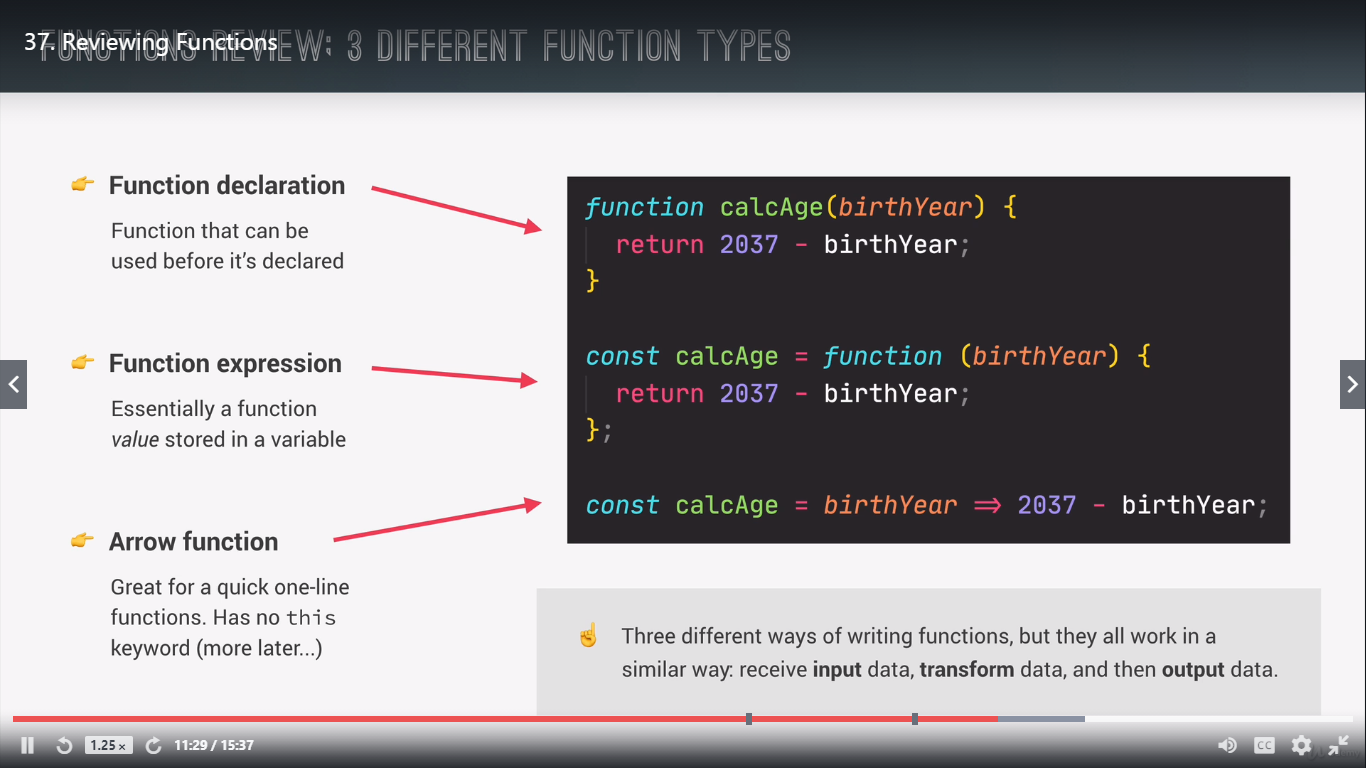 37. Reviewing Functions
FUNCTIONS REVIEW; 3 DIFFERENT FUNCTION TYPES
👉 Function declaration
Function that can be
used before it’s declared
👉 Function expression
Essentially a function
value stored in a variable
👉 Arrow function
Great for a quick one-line
functions. Has no this
keyword (more later...)
function calcAge(birthYear) {
return 2037 - birthYear;
}
const calcAge = function (birthYear) {
return 2037 - birthYear;
};
const calcAge = birthYear => 2037 - birthYear;
☝ Three different ways of writing functions, but they all work in a
similar way: receive input data, transform data, and then output data.
1.25 x
11:29 / 15:37
CC